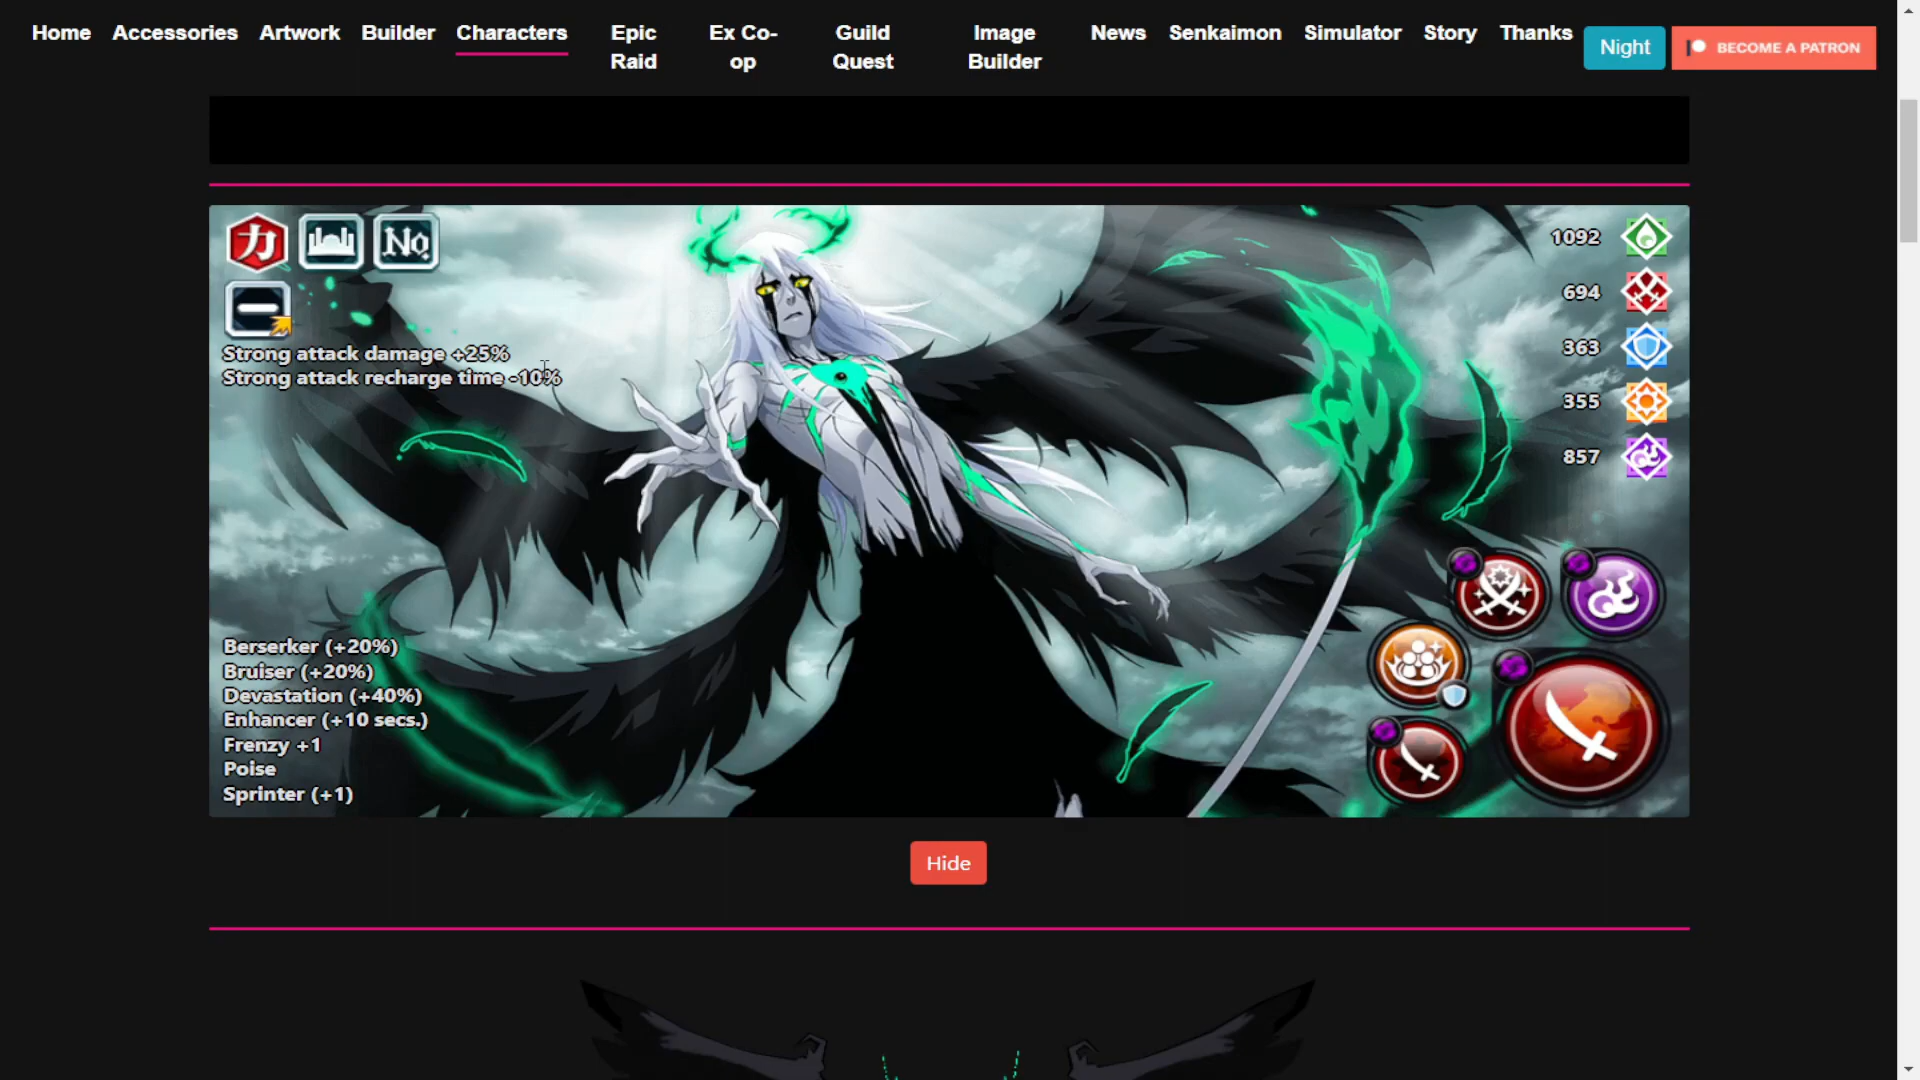 Home Accessories Artwork Builder Characters Epic Raid Ex Co-op Guild Quest Image Builder News Senkaimon Simulator Story Thanks Night BECOME A PATRON
力 No.
Strong attack damage +25%
Strong attack recharge time -10%
1092
694
363
355
857
Berserker (+20%)
Bruiser (+20%)
Devastation (+40%)
Enhancer (+10 secs.)
Frenzy +1
Poise
Sprinter (+1)
Hide